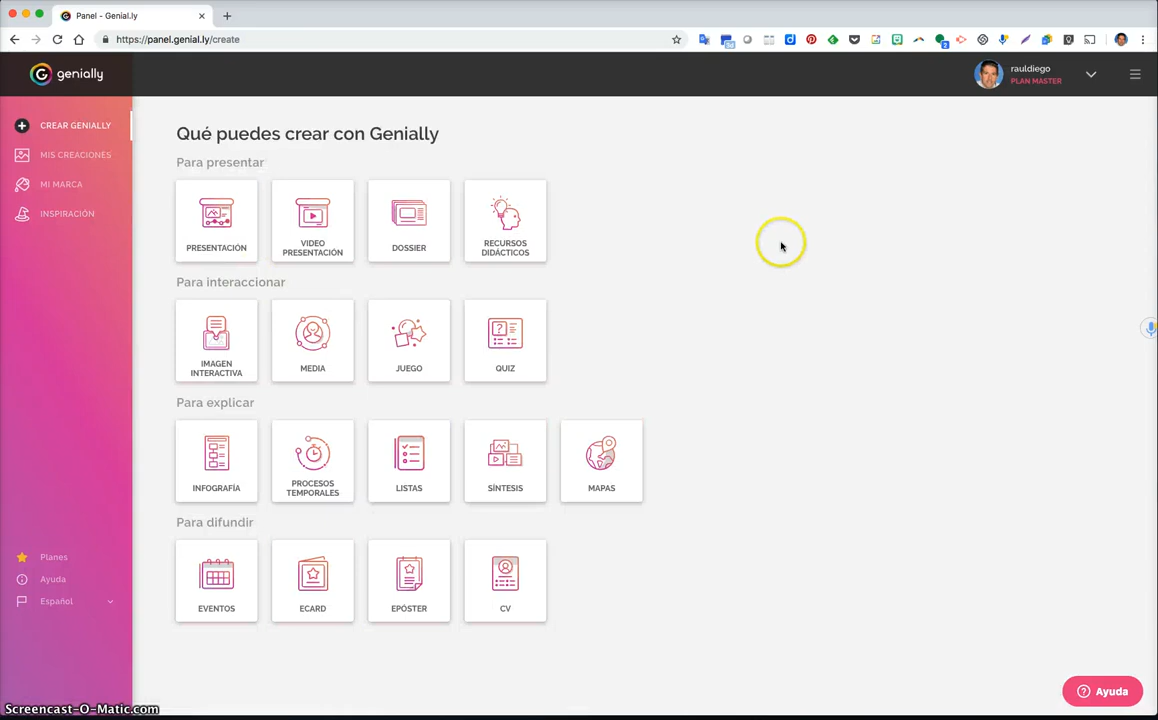 Panel - Genial.ly
https://panel.genial.ly/create
genially
rauldiego
PLAN MASTER
CREAR GENIALLY
MIS CREACIONES
MI MARCA
INSPIRACIÓN
Qué puedes crear con Genially
Para presentar
PRESENTACIÓN
VIDEO
PRESENTACIÓN
DOSSIER
RECURSOS
DIDÁCTICOS
Para interaccionar
IMAGEN
INTERACTIVA
MEDIA
JUEGO
QUIZ
Para explicar
INFOGRAFÍA
PROCESOS
TEMPORALES
LISTAS
SÍNTESIS
MAPAS
Para difundir
EVENTOS
ECARD
EPÓSTER
CV
Planes
Ayuda
Español
Ayuda
Screencast-O-Matic.com